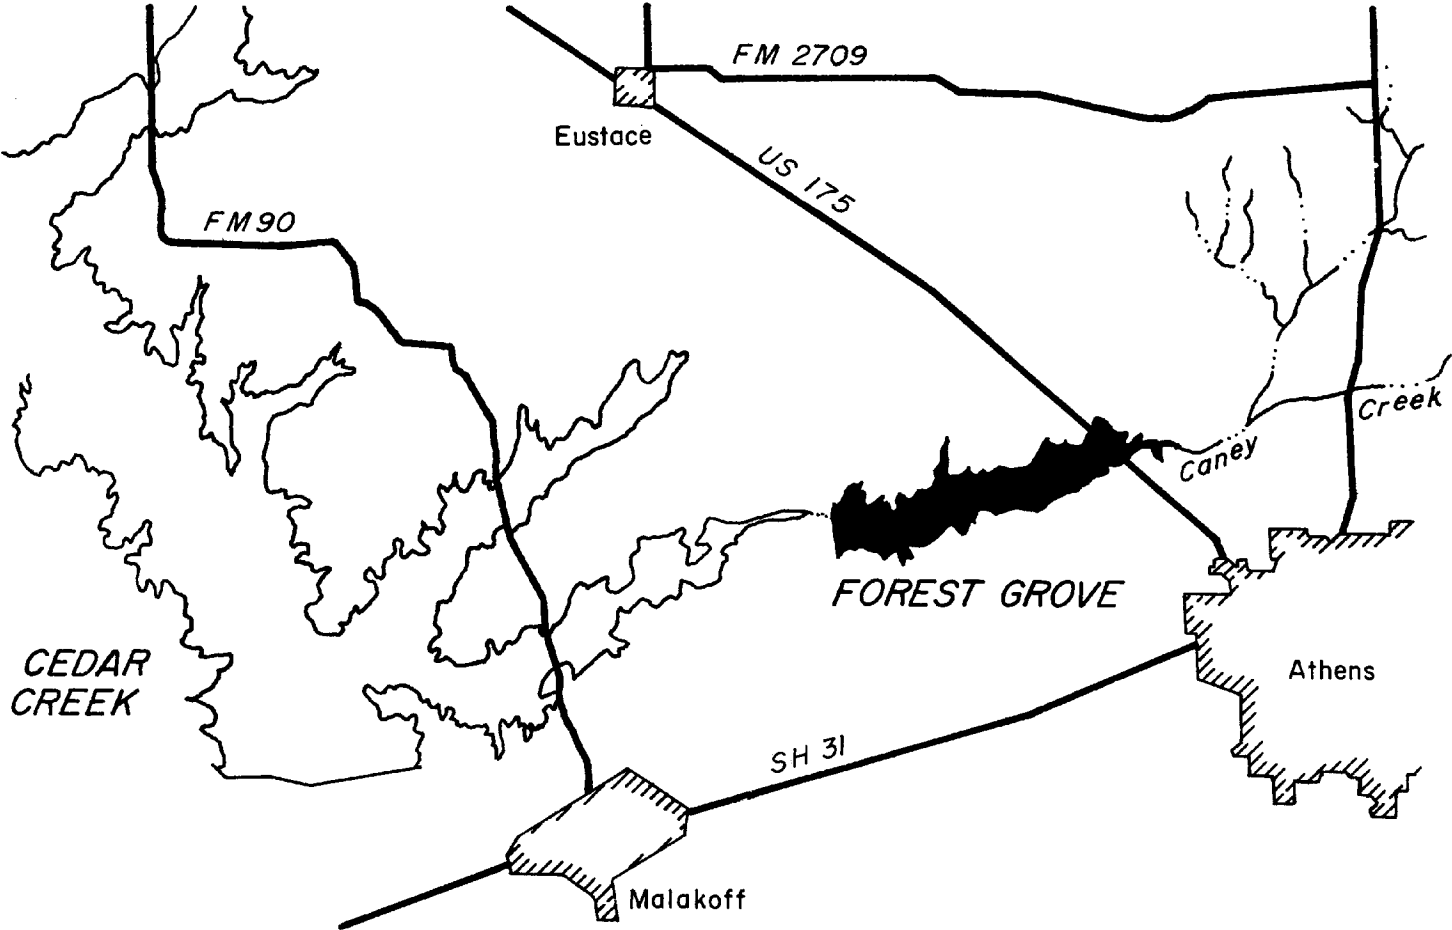 FM 2709
Eustace
US 175
FM 90
Creek
Caney
FOREST GROVE
CEDAR
CREEK
Athens
SH 31
Malakoff